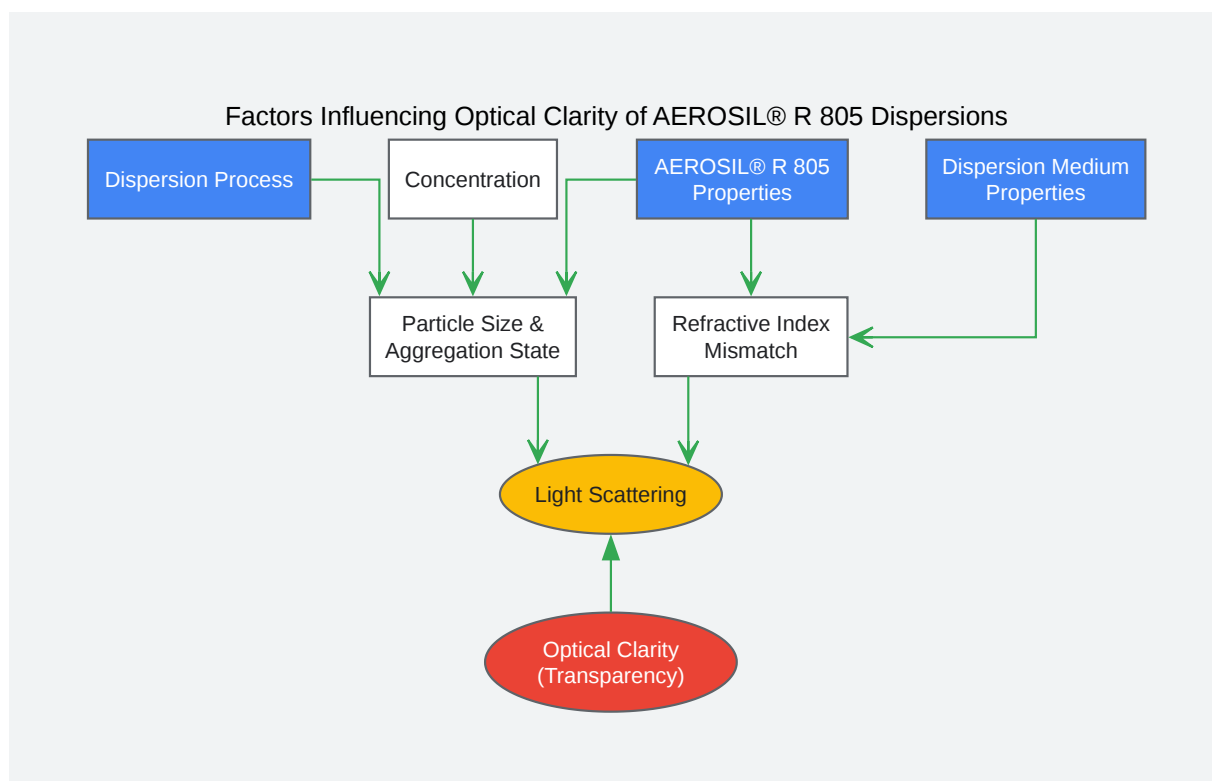 Factors Influencing Optical Clarity of AEROSIL® R 805 Dispersions
Dispersion Process
Concentration
AEROSIL® R 805
Properties
Dispersion Medium
Properties
Particle Size &
Aggregation State
Refractive Index
Mismatch
Light Scattering
Optical Clarity
(Transparency)